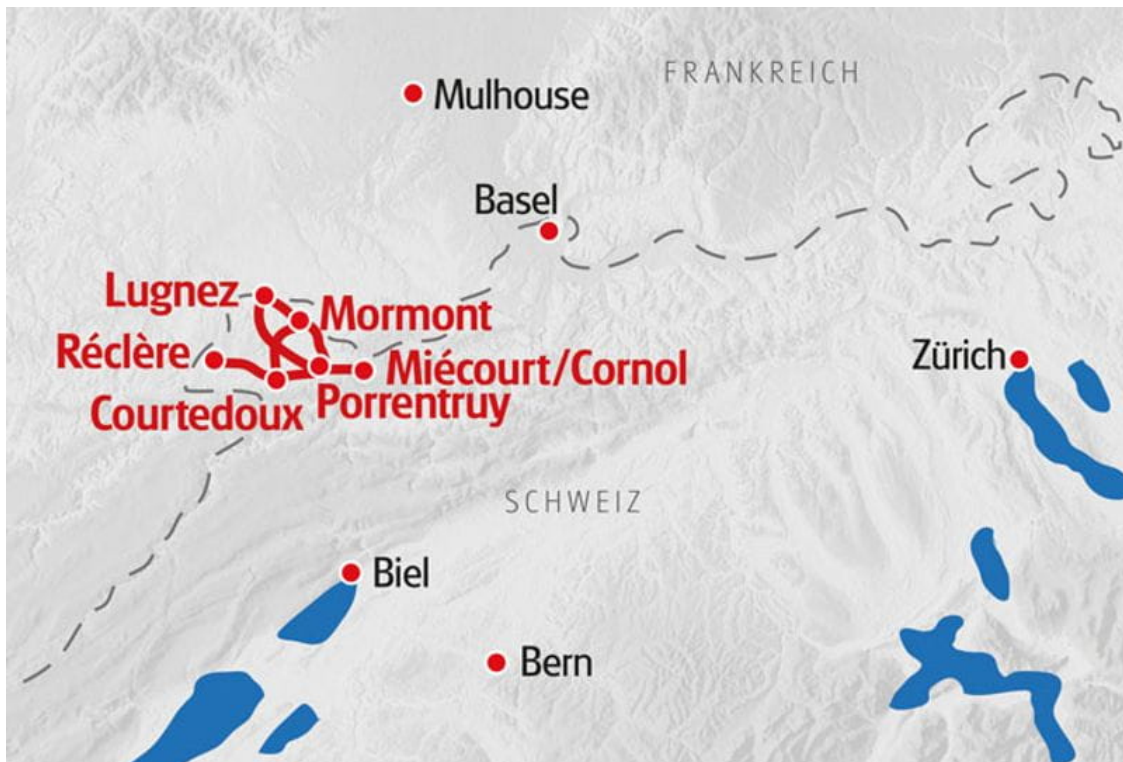 FRANKREICH
Mulhouse
Basel
Lugnez
Mormont
Réclère
Miécourt/Cornol
Zürich
Courtedoux
Porrentruy
SCHWEIZ
Biel
Bern